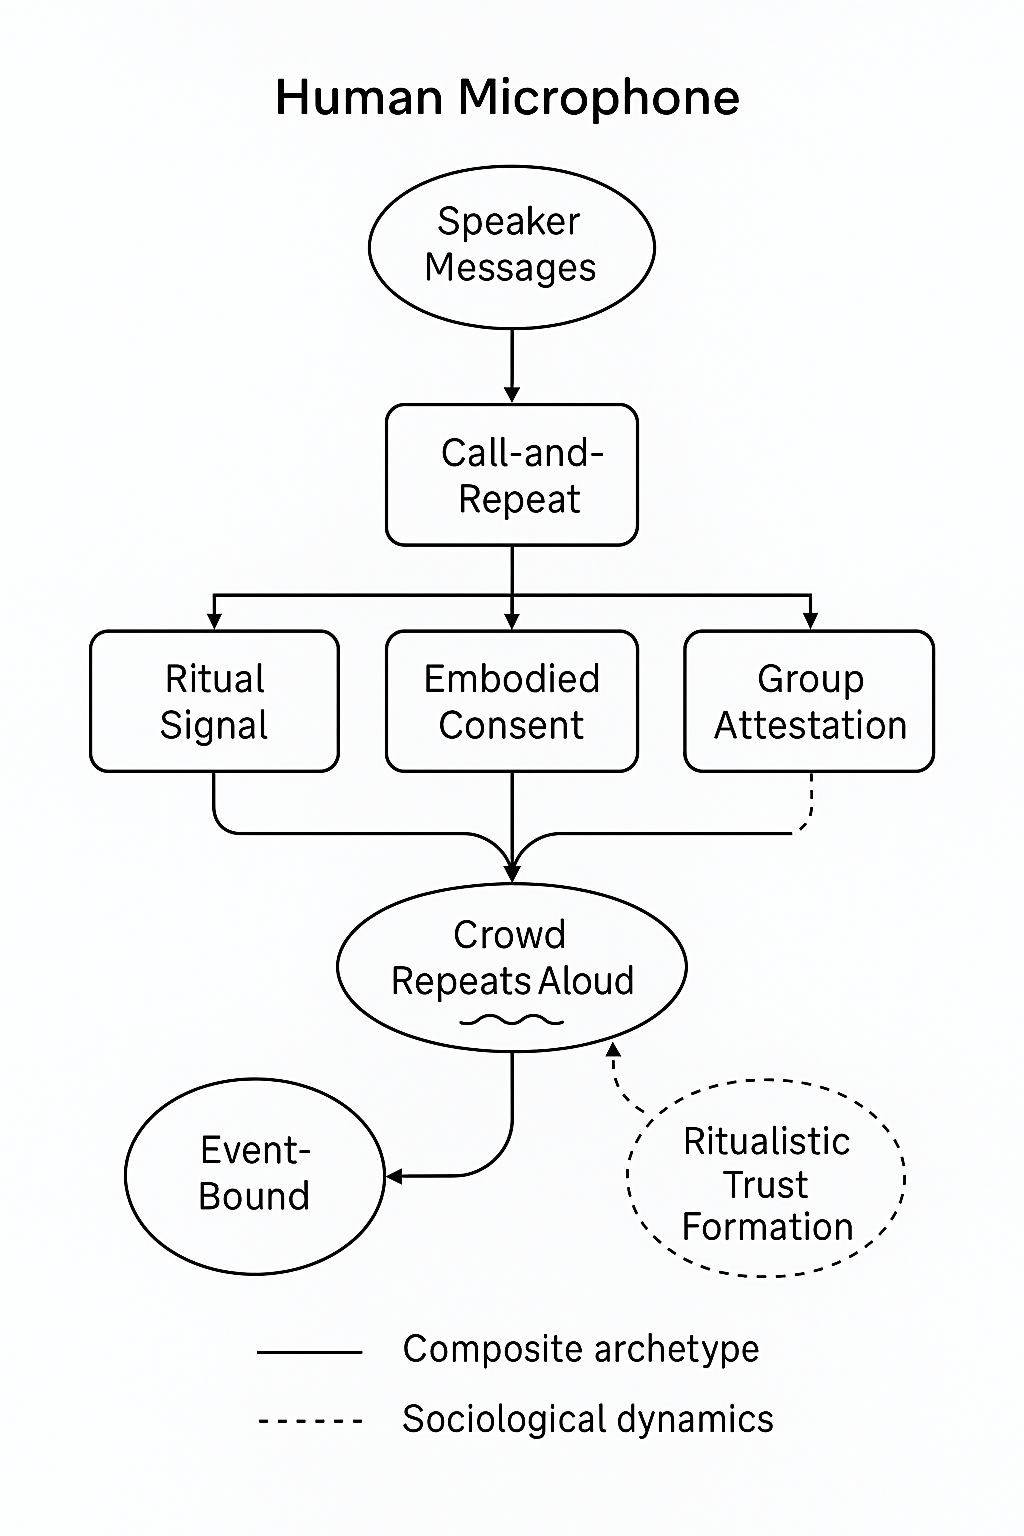 Human Microphone
Speaker
Messages
Call-and-
Repeat
Ritual
Signal
Embodied
Consent
Group
Attestation
Crowd
Repeats Aloud
Event-
Bound
Ritualistic
Trust
Formation
Composite archetype
Sociological dynamics